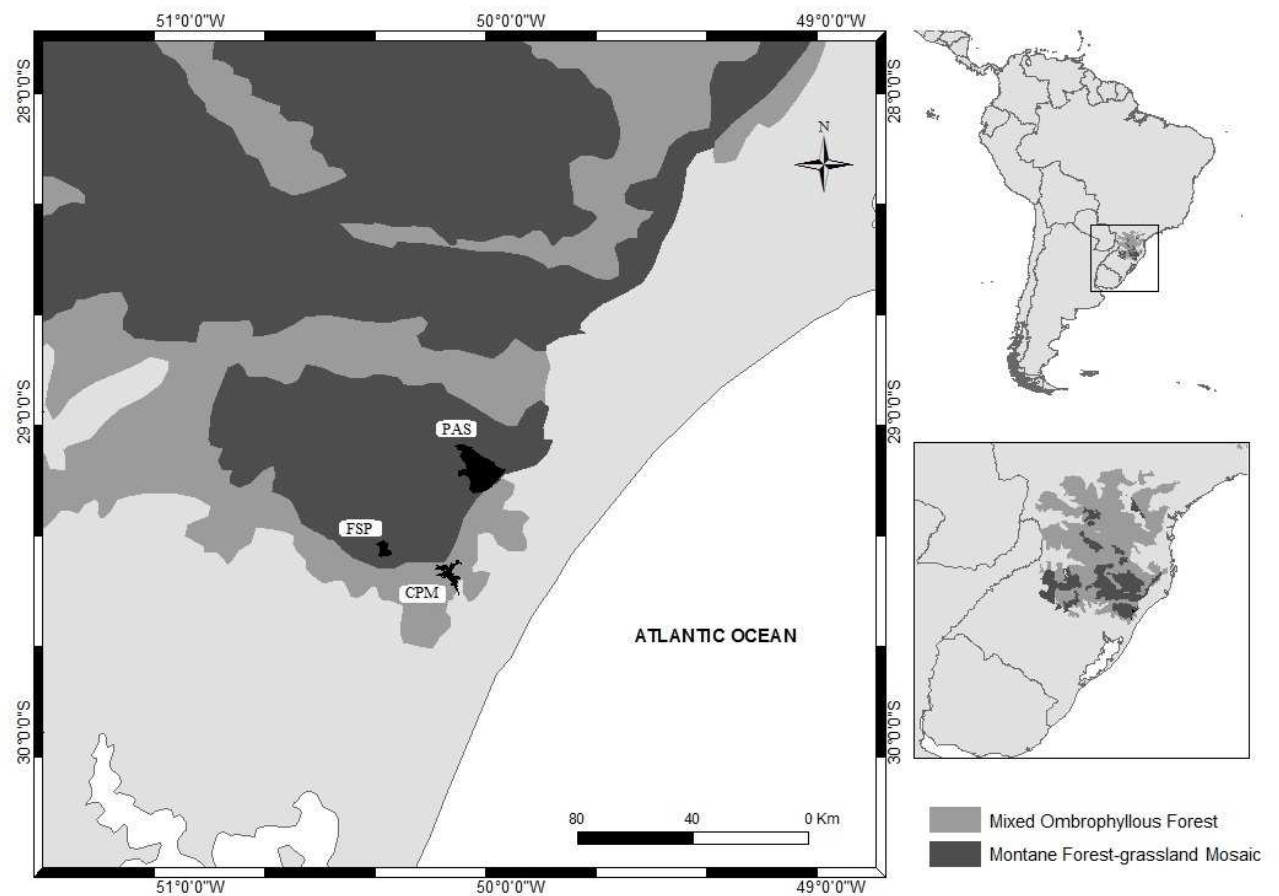 51°0'0"W 50°0'0"W 49°0'0"W
28°0'0"S
28°0'0"S
N
29°0'0"S
29°0'0"S
PAS
FSP
CPM
ATLANTIC OCEAN
30°0'0"S
30°0'0"S
80 40 0 Km
51°0'0"W 50°0'0"W 49°0'0"W
Mixed Ombrophyllous Forest
Montane Forest-grassland Mosaic